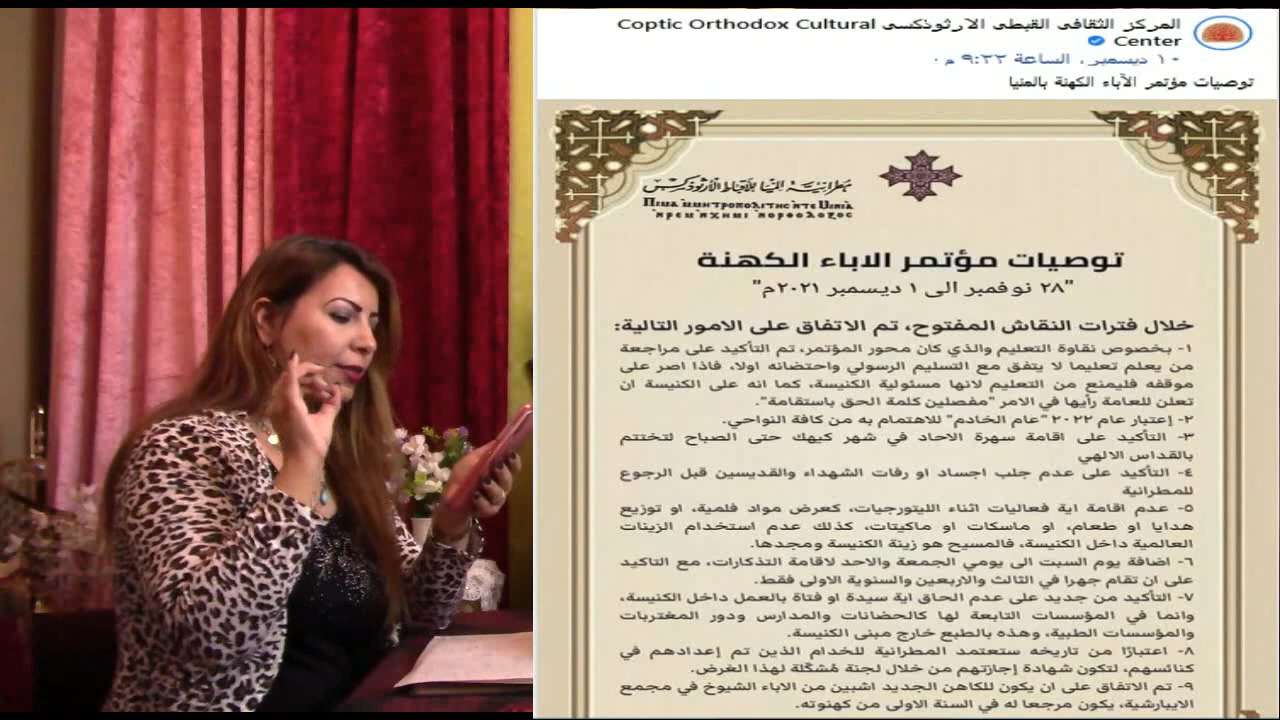 المركز الثقافى القبطى الارثوذكسى Coptic Orthodox Cultural
Center
١٠ ديسمبر، الساعة ٩:٢٢ م
توصيات مؤتمر الآباء الكهنة بالمنيا
مطرانية المنيا للأقباط الأرثوذكس
توصيات مؤتمر الاباء الكهنة
"٢٨ نوفمبر الى ١ ديسمبر ٢٠٢١م"
خلال فترات النقاش المفتوح، تم الاتفاق على الامور التالية:
١- بخصوص نقاوة التعليم والذي كان محور المؤتمر، تم التأكيد على مراجعة
من يعلم تعليما لا يتفق مع التسليم الرسولي واحتضانه اولا، فاذا اصر على
موقفه فليمنع من التعليم لانها مسئولية الكنيسة، كما انه على الكنيسة ان
تعلن للعامة رأيها في الامر "مفصلين كلمة الحق باستقامة".
٢- إعتبار عام ٢٠٢٢ "عام الخادم" للاهتمام به من كافة النواحي.
٣- التأكيد على اقامة سهرة الاحاد في شهر كيهك حتى الصباح لتختتم
بالقداس الالهي
٤- التأكيد على عدم جلب اجساد او رفات الشهداء والقديسين قبل الرجوع
للمطرانية
٥- عدم اقامة اية فعاليات اثناء الليتورجيات، كعرض مواد فلمية، او توزيع
هدايا او طعام، او ماسكات او ماكيتات، كذلك عدم استخدام الزينات
العالمية داخل الكنيسة، فالمسيح هو زينة الكنيسة ومجدها.
٦- اضافة يوم السبت الى يومي الجمعة والاحد لاقامة التذكارات، مع التاكيد
على ان تقام جهرا في الثالث والاربعين والسنوية الاولى فقط.
٧- التأكيد من جديد على عدم الحاق اية سيدة او فتاة بالعمل داخل الكنيسة،
وانما في المؤسسات التابعة لها كالحضانات والمدارس ودور المغتربات
والمؤسسات الطبية، وهذه بالطبع خارج مبنى الكنيسة.
٨- اعتبارًا من تاريخه ستعتمد المطرانية للخدام الذين تم إعدادهم في
كنائسهم، لتكون شهادة إجازتهم من خلال لجنة مُشكّلة لهذا الغرض.
٩- تم الاتفاق على ان يكون للكاهن الجديد اشبين من الاباء الشيوخ في مجمع
الايبارشية، يكون مرجعا له في السنة الاولى من كهنوته.